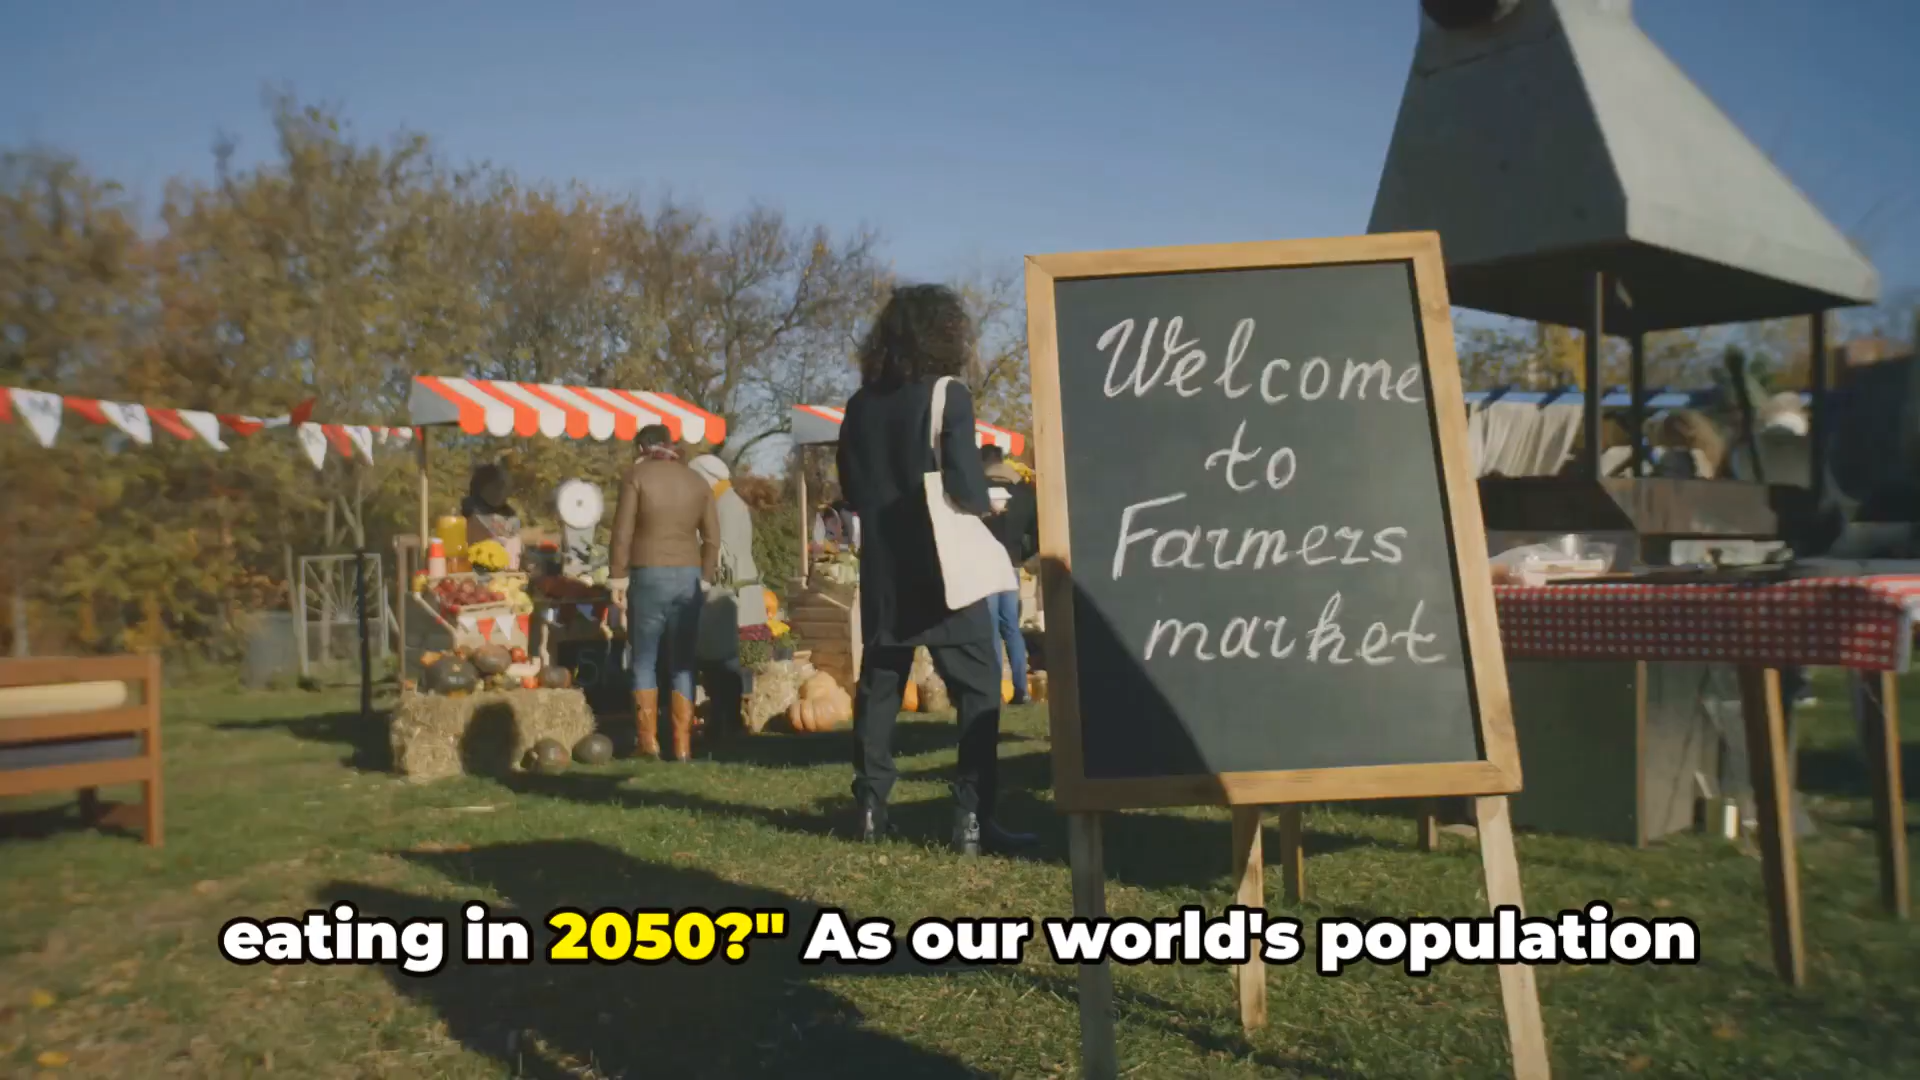 Welcome
to
Farmers
market
eating in 2050?" As our world's population